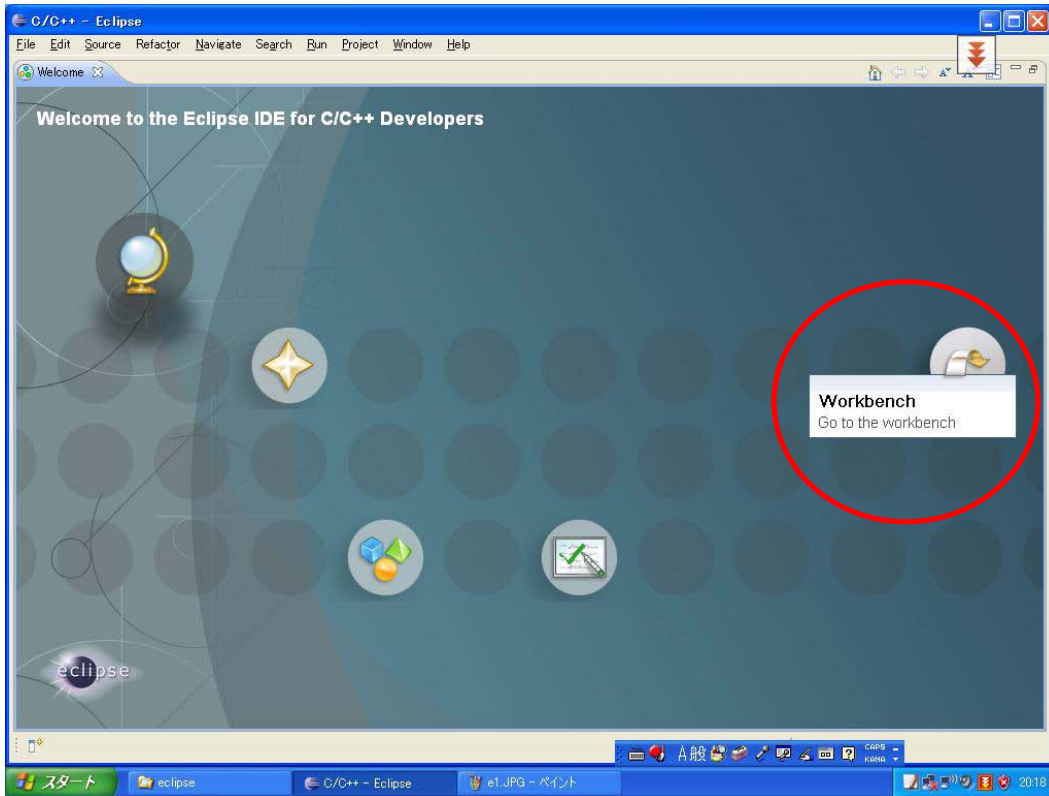 C/C++ - Eclipse
File Edit Source Refactor Navigate Search Run Project Window Help
Welcome
Welcome to the Eclipse IDE for C/C++ Developers
Workbench
Go to the workbench
eclipse
A 般 CAPS
KANA
スタート eclipse C/C++ - Eclipse e1.JPG - ペイント 20:18